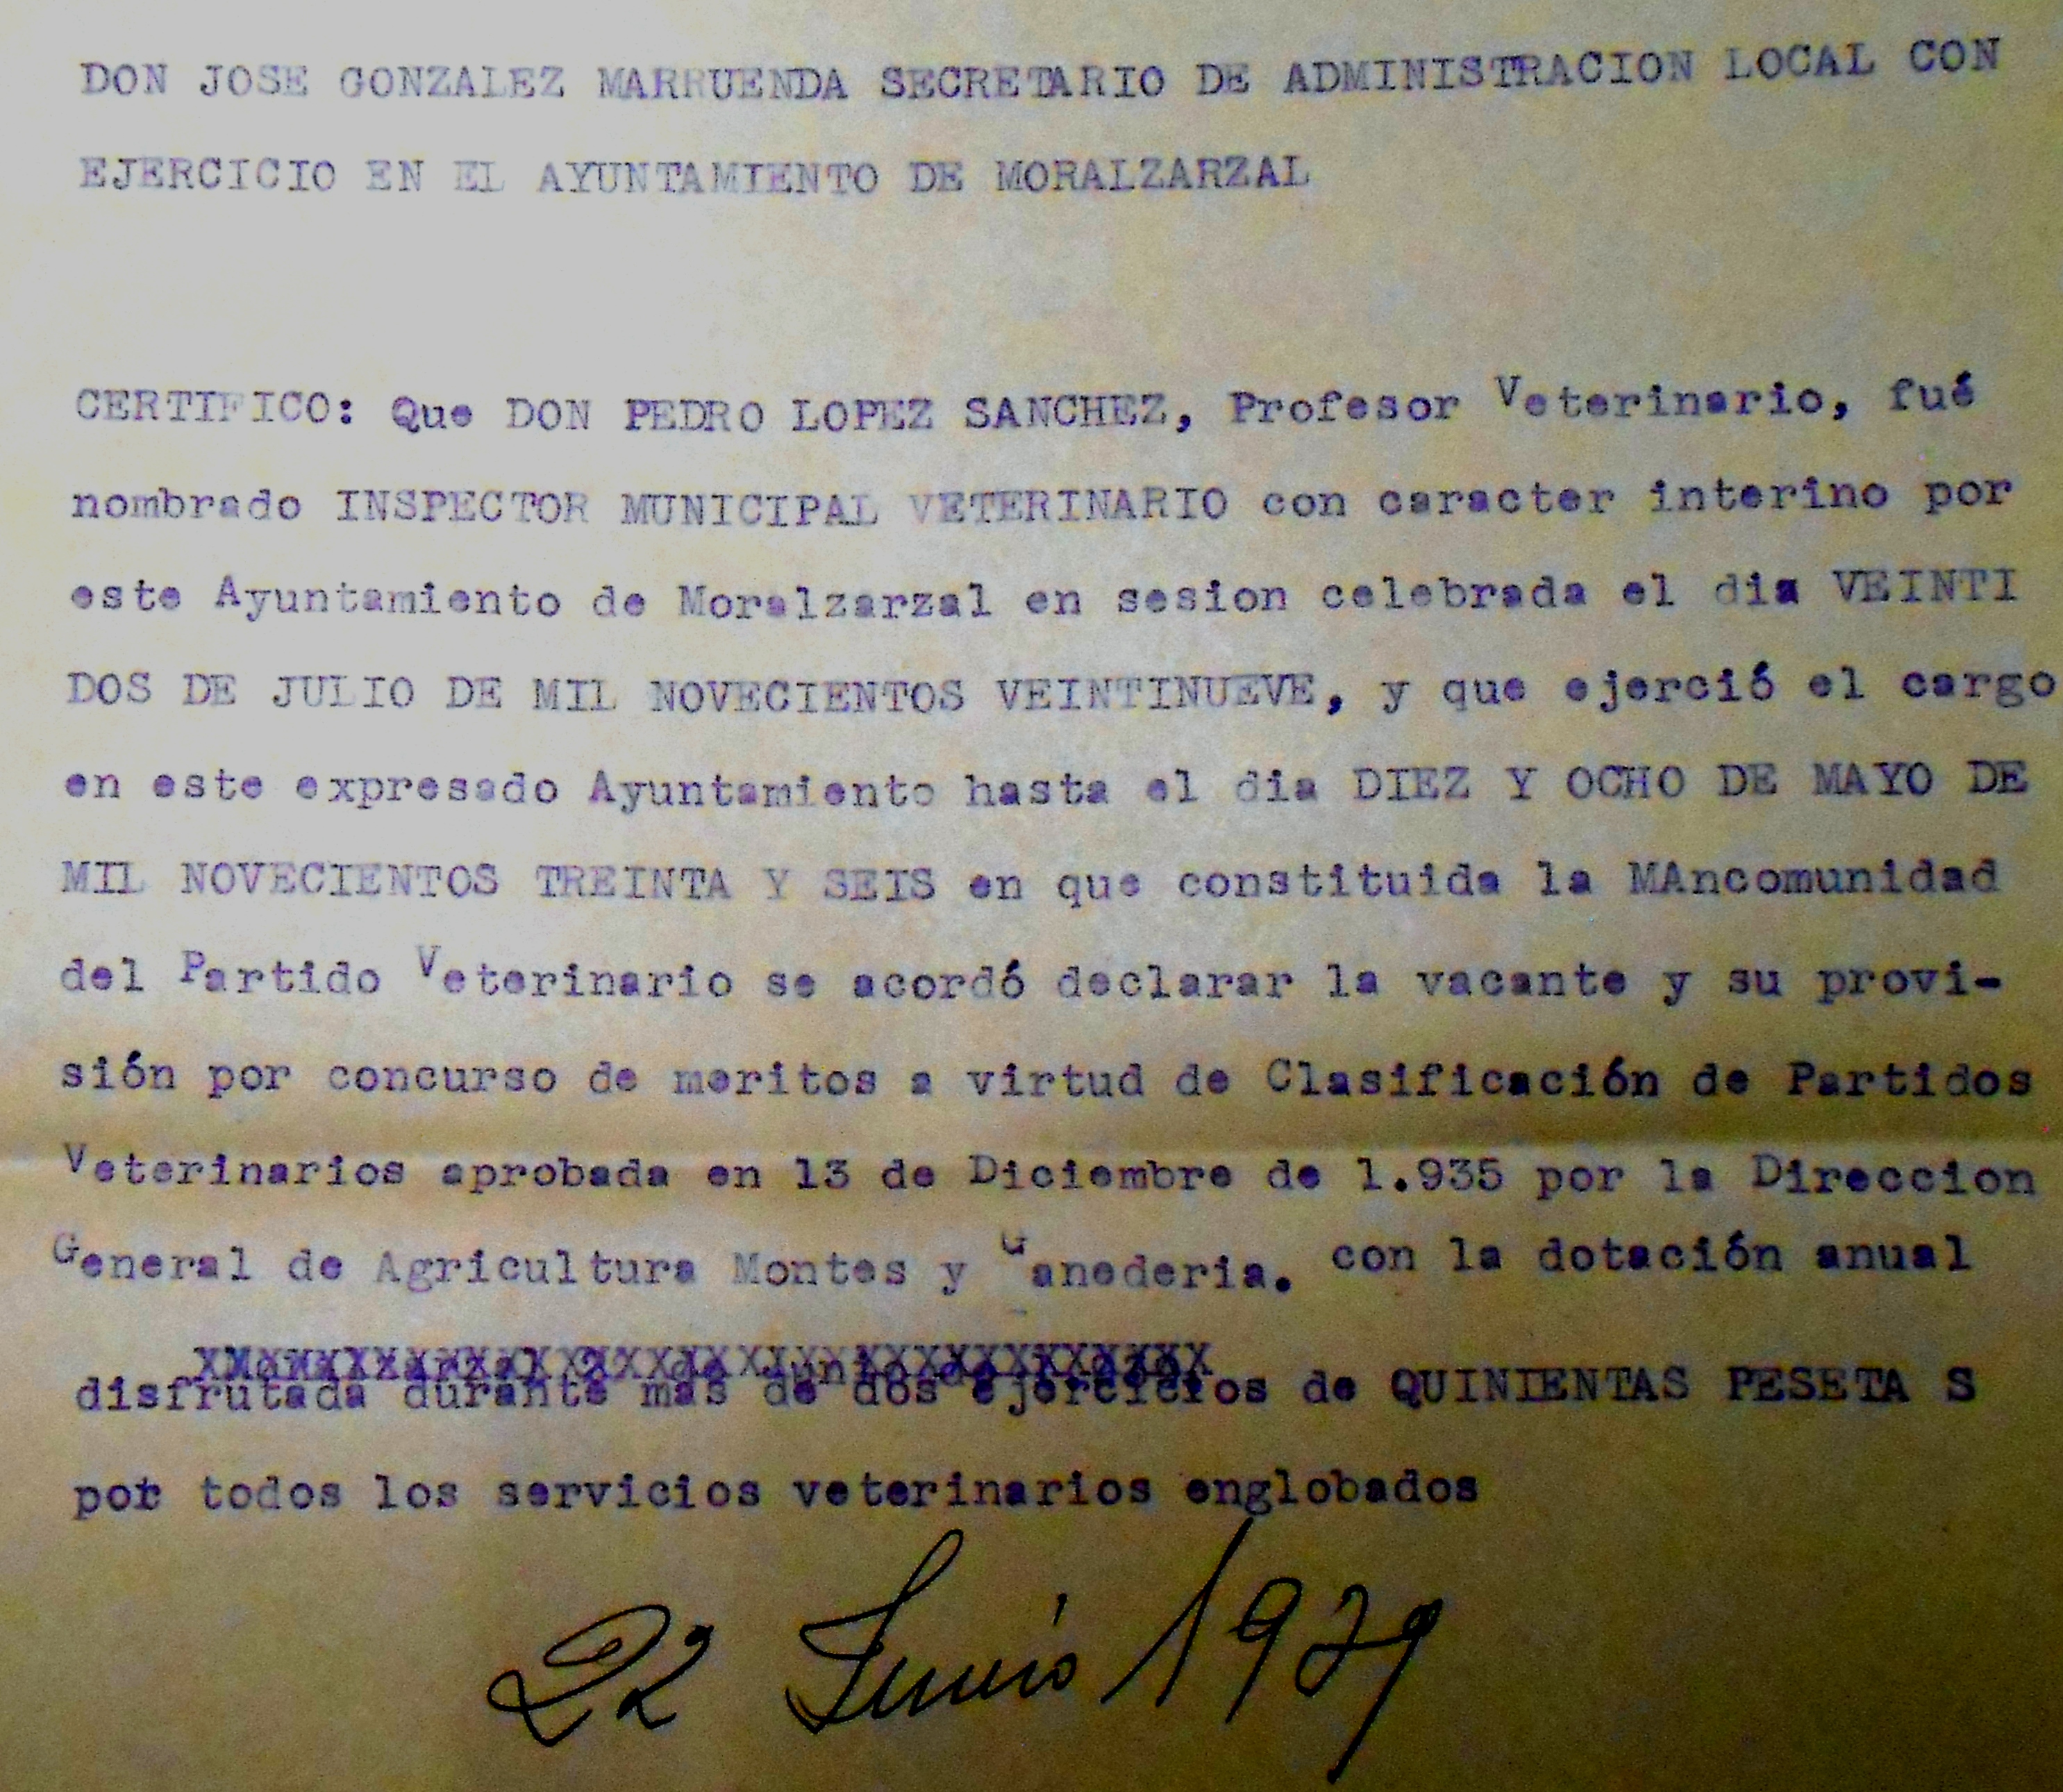 DON JOSE GONZALEZ MARRUENDA SECRETARIO DE ADMINISTRACION LOCAL CON
EJERCICIO EN EL AYUNTAMIENTO DE MORALZARZAL
CERTIFICO: Que DON PEDRO LOPEZ SANCHEZ, Profesor Veterinario, fué
nombrado INSPECTOR MUNICIPAL VETERINARIO con caracter interino por
este Ayuntamiento de Moralzarzal en sesion celebrada el dia VEINTI
DOS DE JULIO DE MIL NOVECIENTOS VEINTINUEVE, y que ejerció el cargo
en este expresado Ayuntamiento hasta el dia DIEZ Y OCHO DE MAYO DE
MIL NOVECIENTOS TREINTA Y SEIS en que constituida la MAncomunidad
del Partido Veterinario se acordó declarar la vacante y su provi-
sión por concurso de meritos a virtud de Clasificación de Partidos
Veterinarios aprobada en 13 de Diciembre de 1.935 por la Direccion
General de Agricultura Montes y Ganederia. con la dotación anual
disfrutada durante mas de dos ejercicios de QUINIENTAS PESETA S
por todos los servicios veterinarios englobados
22 Junio 1939